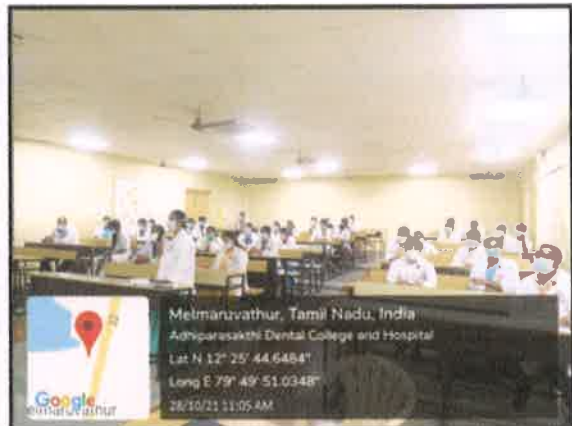 Melmaruvathur, Tamil Nadu, India
Adhiparasakthi Dental College and Hospital
Lat N 12° 25' 44.6484"
Long E 79° 49' 51.0348"
28/10/21 11:05 AM
Google